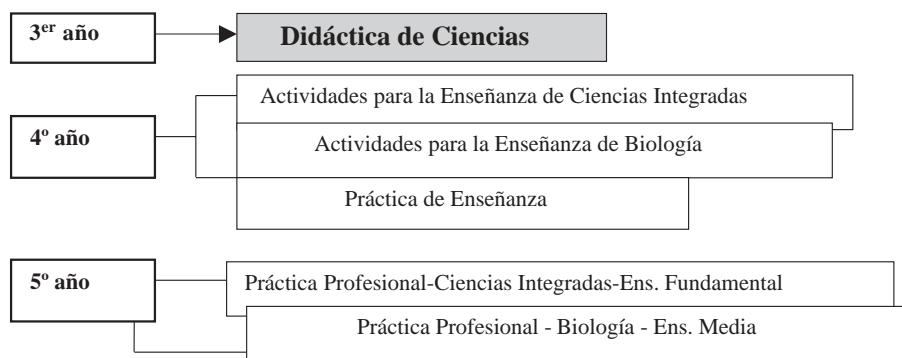 3er año
Didáctica de Ciencias
Actividades para la Enseñanza de Ciencias Integradas
4º año
Actividades para la Enseñanza de Biología
Práctica de Enseñanza
5º año
Práctica Profesional-Ciencias Integradas-Ens. Fundamental
Práctica Profesional - Biología - Ens. Media